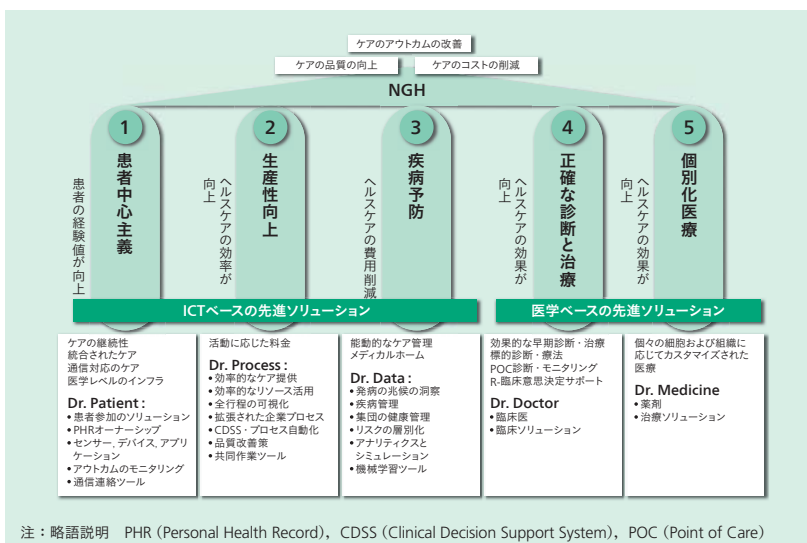 ケアのアウトカムの改善
ケアの品質の向上
ケアのコストの削減
NGH
1
患者中心主義
患者の経験値が向上
2
生産性向上
ヘルスケアの効率が
向上
3
疾病予防
ヘルスケアの費用削減
4
正確な診断と治療
ヘルスケアの効果が
向上
5
個別化医療
ヘルスケアの効果が
向上
ICTベースの先進ソリューション
医学ベースの先進ソリューション
ケアの継続性
統合されたケア
通信対応のケア
医学レベルのインフラ
Dr. Patient :
• 患者参加のソリューション
• PHRオーナーシップ
• センサー, デバイス, アプリ
ケーション
• アウトカムのモニタリング
• 通信連絡ツール
活動に応じた料金
Dr. Process :
• 効率的なケア提供
• 効率的なリソース活用
• 全行程の可視化
• 拡張された企業プロセス
• CDSS・プロセス自動化
• 品質改善策
• 共同作業ツール
能動的なケア管理
メディカルホーム
Dr. Data :
• 発病の兆候の洞察
• 疾病管理
• 集団の健康管理
• リスクの層別化
• アナリティクスと
シミュレーション
• 機械学習ツール
効果的な早期診断・治療
標的診断・療法
POC診断・モニタリング
R-臨床意思決定サポート
Dr. Doctor
• 臨床医
• 臨床ソリューション
個々の細胞および組織に
応じてカスタマイズされた
医療
Dr. Medicine
• 薬剤
• 治療ソリューション
注：略語説明　PHR (Personal Health Record), CDSS (Clinical Decision Support System), POC (Point of Care)